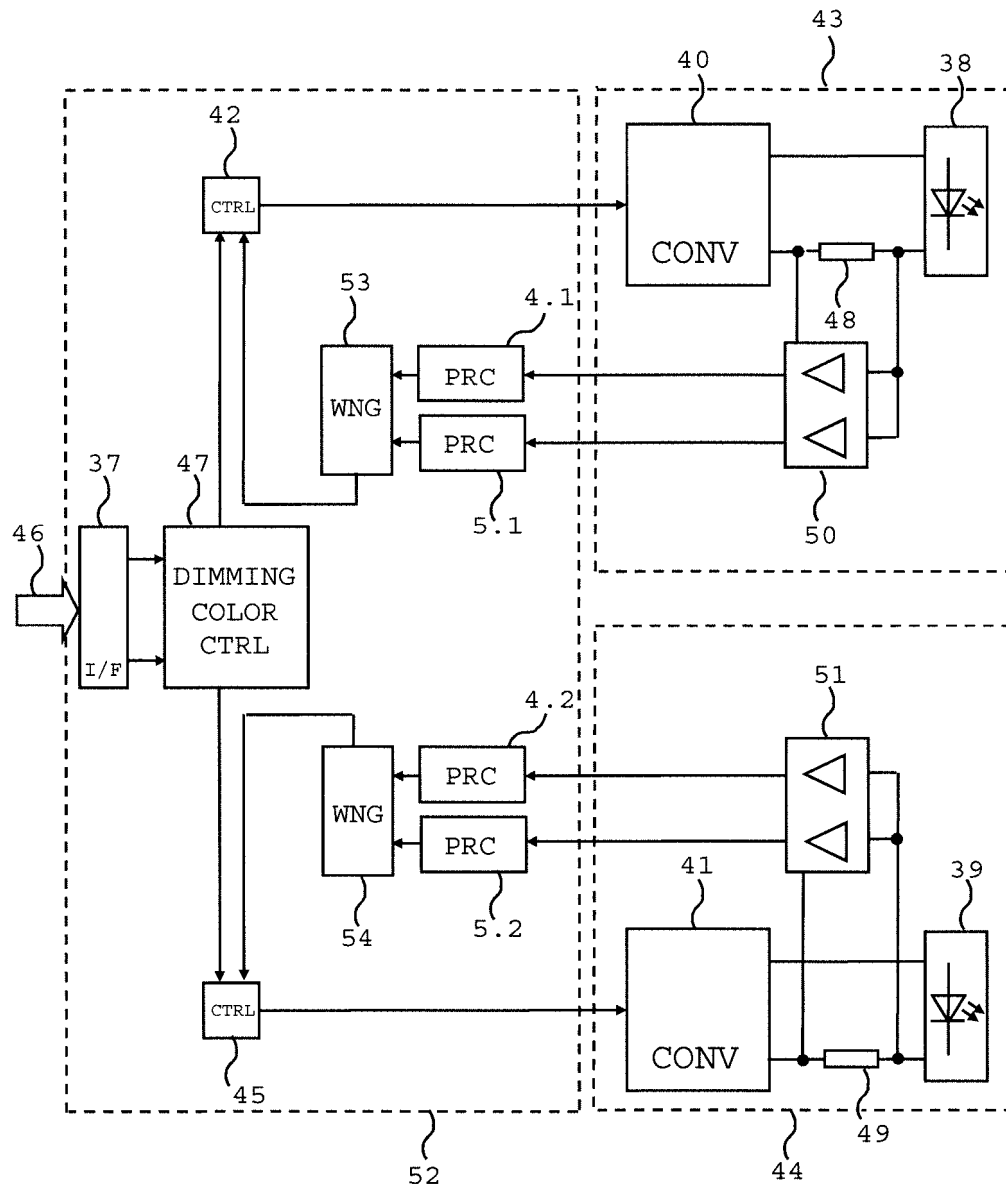 43
40
38
42
CTRL
CONV
53
4.1
48
PRC
WNG
PRC
37
47
5.1
50
46
DIMMING
COLOR
CTRL
I/F
4.2
51
PRC
WNG
PRC
41
39
54
5.2
CTRL
CONV
45
49
52
44